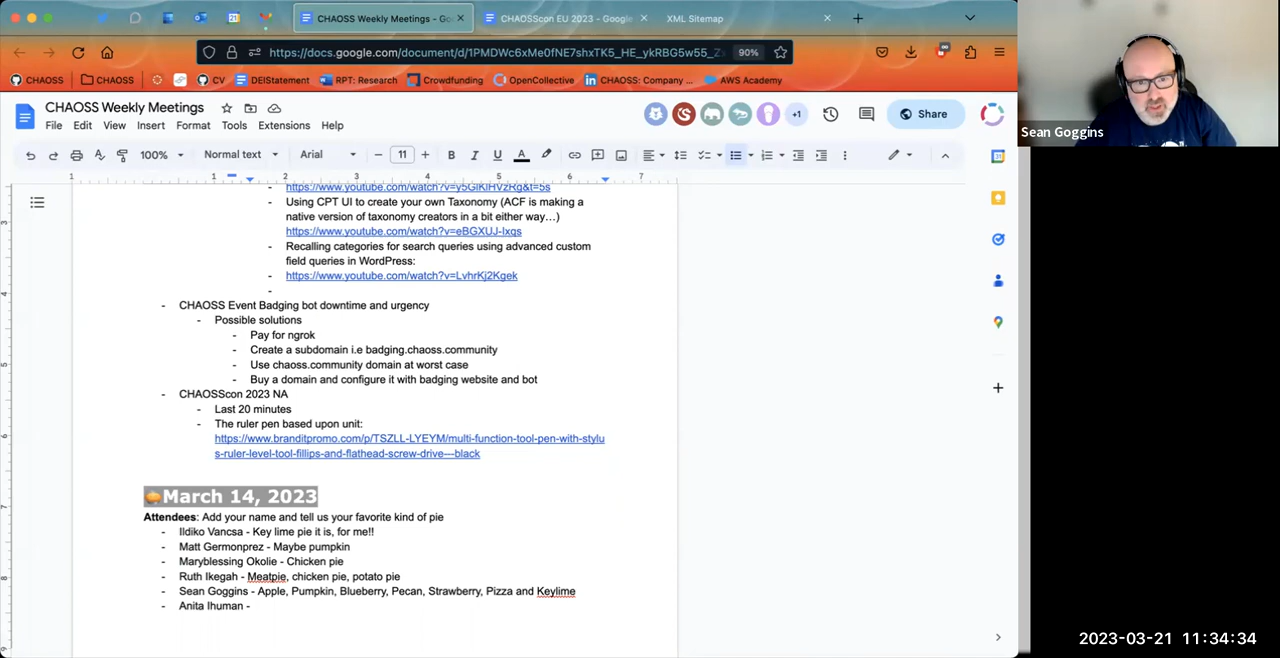 CHAOSS Weekly Meetings - Go
CHAOSScon EU 2023 - Google
XML Sitemap
https://docs.google.com/document/d/1PMDWc6xMe0fNE7shxTK5_HE_ykRBG5w55_Z
90%
CHAOSS
CHAOSS
CV
DEIStatement
RPT: Research
Crowdfunding
OpenCollective
CHAOSS: Company ...
AWS Academy
CHAOSS Weekly Meetings
File Edit View Insert Format Tools Extensions Help
+1
Share
100%
Normal text
Arial
11
https://www.youtube.com/watch?v=y5GlKlHVzRg&t=5s
- Using CPT UI to create your own Taxonomy (ACF is making a
native version of taxonomy creators in a bit either way…)
https://www.youtube.com/watch?v=eBGXUJ-Ixqs
- Recalling categories for search queries using advanced custom
field queries in WordPress:
- https://www.youtube.com/watch?v=LvhrKj2Kgek
-
- CHAOSS Event Badging bot downtime and urgency
- Possible solutions
- Pay for ngrok
- Create a subdomain i.e badging.chaoss.community
- Use chaoss.community domain at worst case
- Buy a domain and configure it with badging website and bot
- CHAOSScon 2023 NA
- Last 20 minutes
- The ruler pen based upon unit:
https://www.branditpromo.com/p/TSZLL-LYEYM/multi-function-tool-pen-with-stylu
s-ruler-level-tool-fillips-and-flathead-screw-drive---black
🥧March 14, 2023
Attendees: Add your name and tell us your favorite kind of pie
- Ildiko Vancsa - Key lime pie it is, for me!!
- Matt Germonprez - Maybe pumpkin
- Maryblessing Okolie - Chicken pie
- Ruth Ikegah - Meatpie, chicken pie, potato pie
- Sean Goggins - Apple, Pumpkin, Blueberry, Pecan, Strawberry, Pizza and Keylime
- Anita Ihuman -
Sean Goggins
2023-03-21 11:34:34